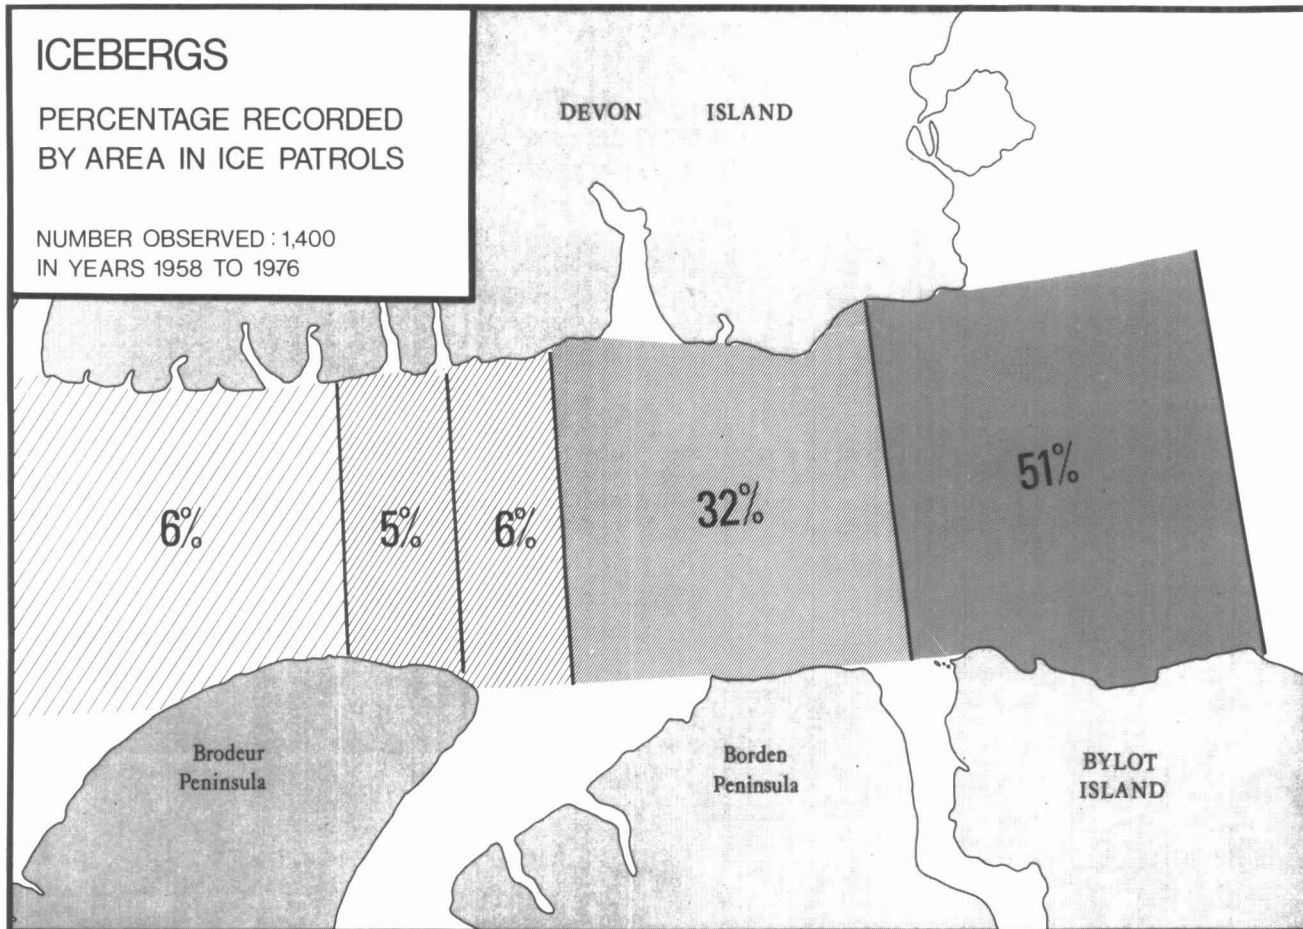 ICEBERGS
PERCENTAGE RECORDED
BY AREA IN ICE PATROLS
NUMBER OBSERVED : 1,400
IN YEARS 1958 TO 1976
DEVON ISLAND
6%
5%
6%
32%
51%
Brodeur
Peninsula
Borden
Peninsula
BYLOT
ISLAND